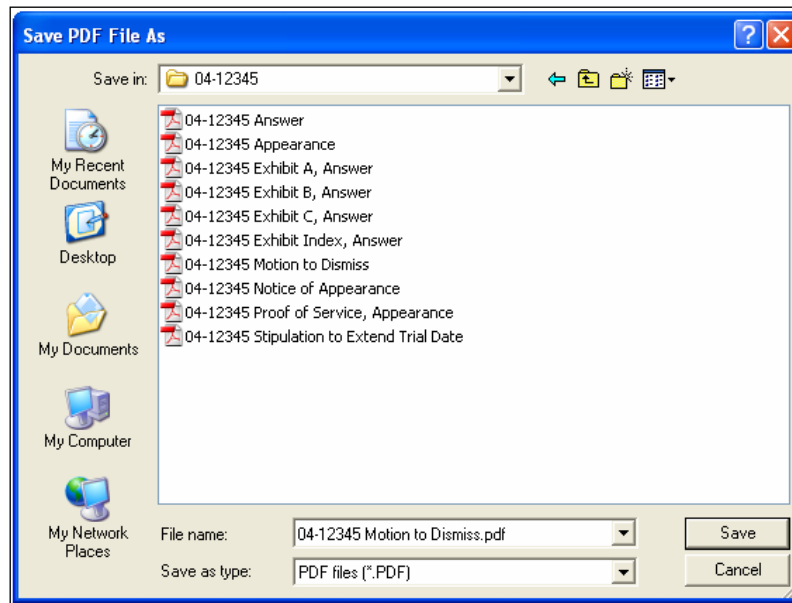 Save PDF File As
Save in: 04-12345
04-12345 Answer
04-12345 Appearance
04-12345 Exhibit A, Answer
04-12345 Exhibit B, Answer
04-12345 Exhibit C, Answer
04-12345 Exhibit Index, Answer
04-12345 Motion to Dismiss
04-12345 Notice of Appearance
04-12345 Proof of Service, Appearance
04-12345 Stipulation to Extend Trial Date
My Recent
Documents
Desktop
My Documents
My Computer
My Network
Places
File name: 04-12345 Motion to Dismiss.pdf Save
Save as type: PDF files (*.PDF) Cancel